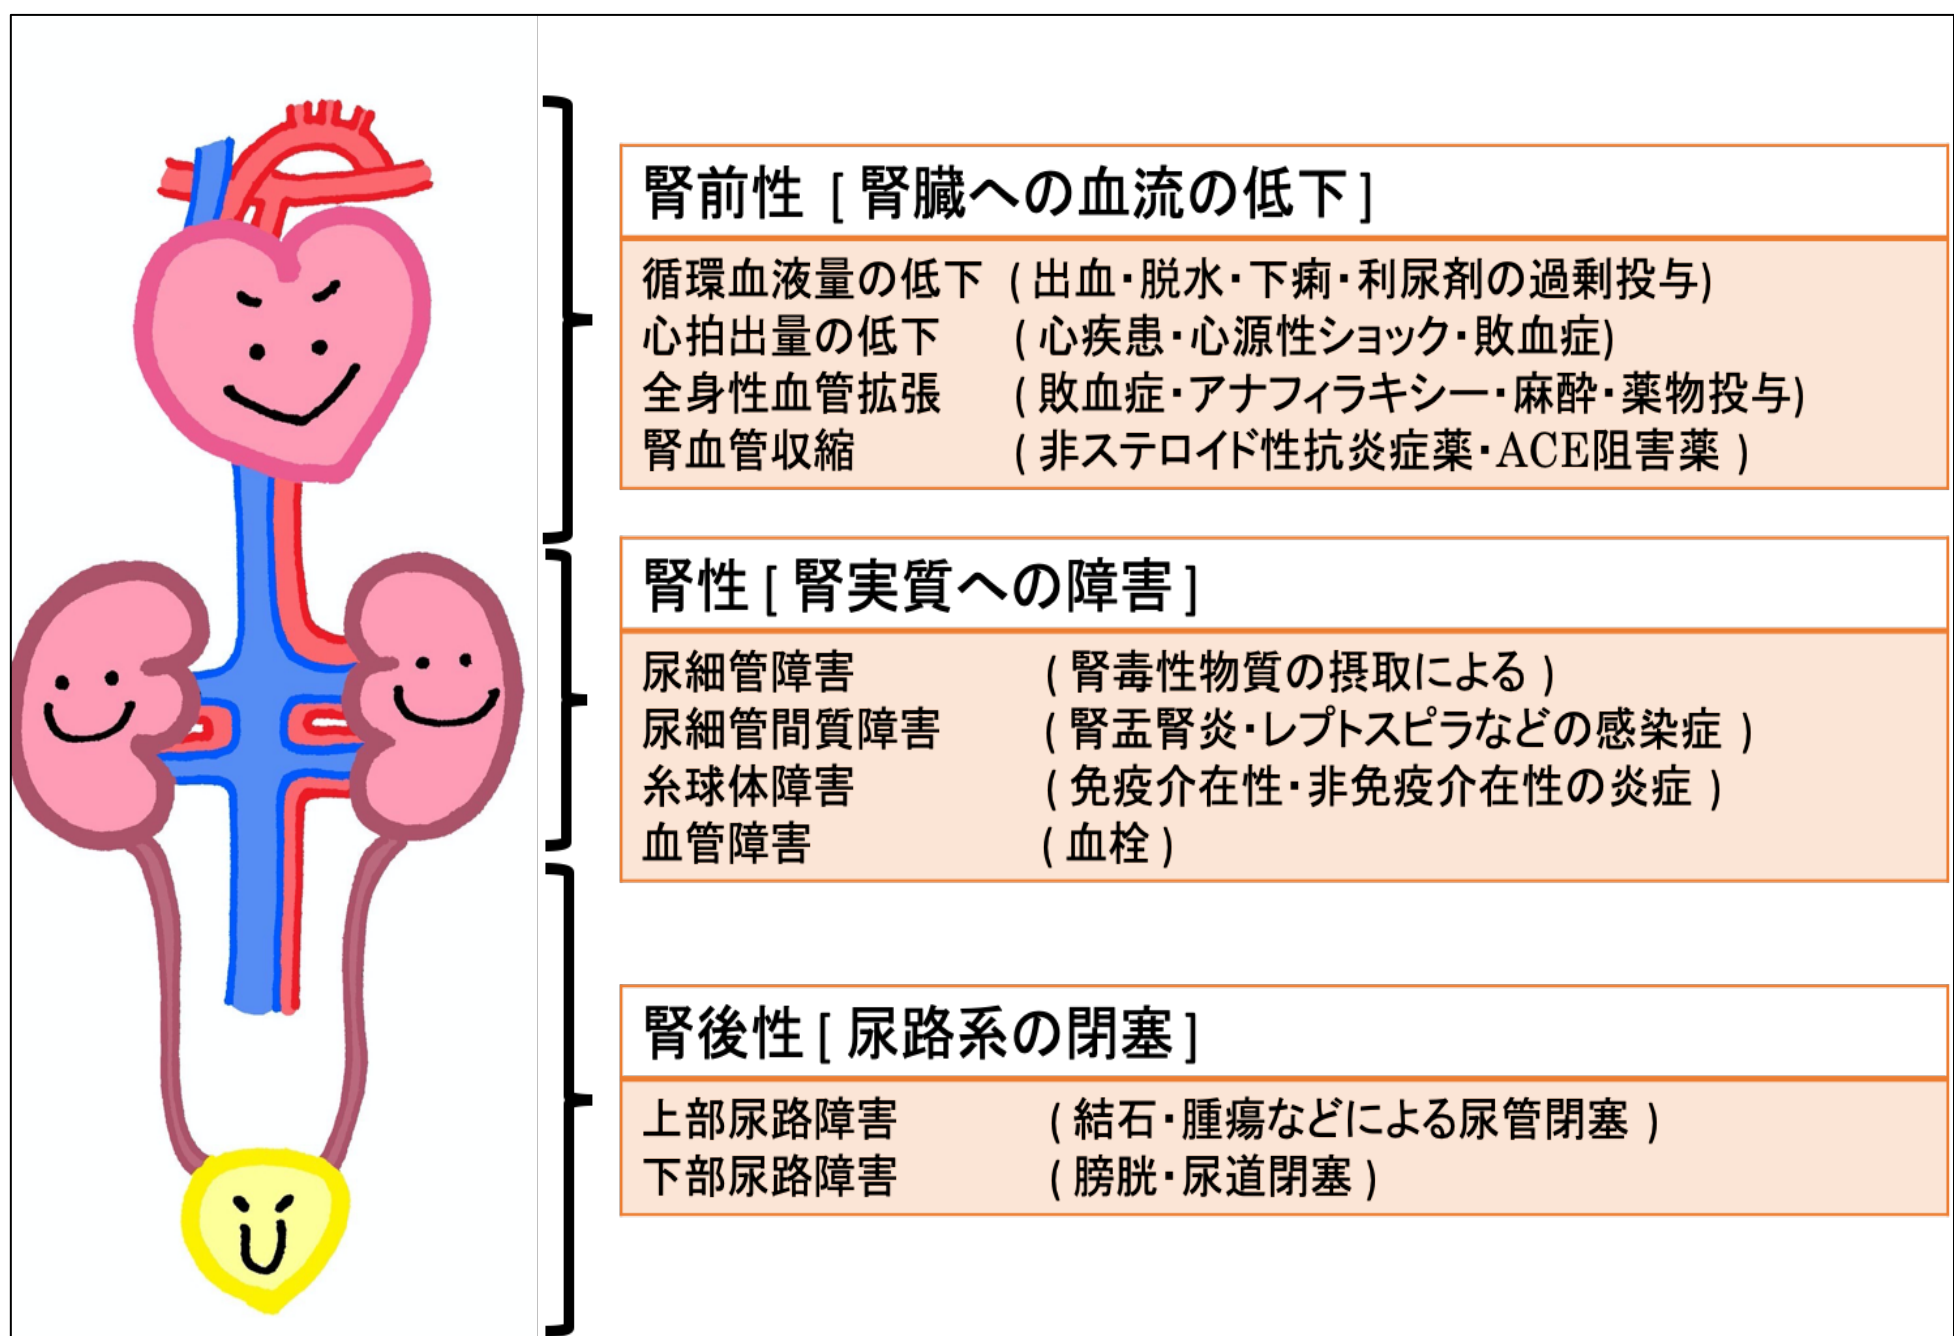 腎前性 [ 腎臓への血流の低下 ]
循環血液量の低下 ( 出血・脱水・下痢・利尿剤の過剰投与)
心拍出量の低下 ( 心疾患・心源性ショック・敗血症)
全身性血管拡張 ( 敗血症・アナフィラキシー・麻酔・薬物投与)
腎血管収縮 ( 非ステロイド性抗炎症薬・ACE阻害薬 )
腎性 [ 腎実質への障害 ]
尿細管障害 ( 腎毒性物質の摂取による )
尿細管間質障害 ( 腎盂腎炎・レプトスピラなどの感染症 )
糸球体障害 ( 免疫介在性・非免疫介在性の炎症 )
血管障害 ( 血栓 )
腎後性 [ 尿路系の閉塞 ]
上部尿路障害 ( 結石・腫瘍などによる尿管閉塞 )
下部尿路障害 ( 膀胱・尿道閉塞 )